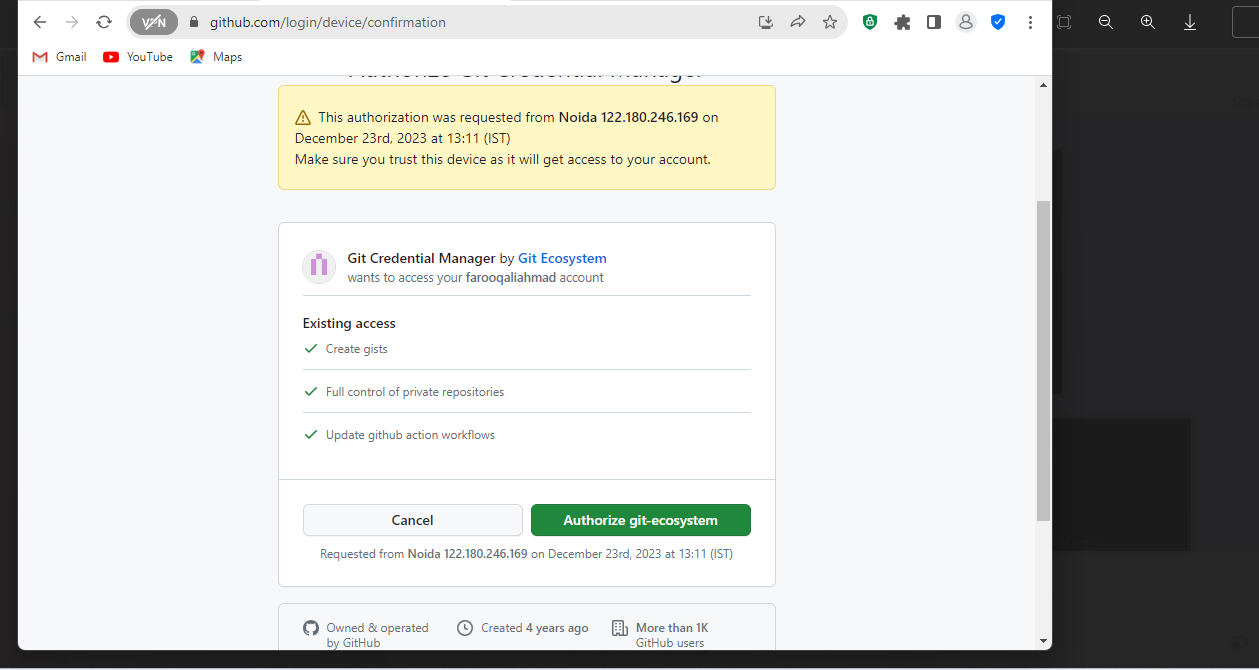 VPN
github.com/login/device/confirmation
Gmail YouTube Maps
Authorize Git Credential Manager
This authorization was requested from Noida 122.180.246.169 on
December 23rd, 2023 at 13:11 (IST)
Make sure you trust this device as it will get access to your account.
Git Credential Manager by Git Ecosystem
wants to access your farooqaliahmad account
Existing access
Create gists
Full control of private repositories
Update github action workflows
Cancel Authorize git-ecosystem
Requested from Noida 122.180.246.169 on December 23rd, 2023 at 13:11 (IST)
Owned & operated
by GitHub
Created 4 years ago
More than 1K
GitHub users